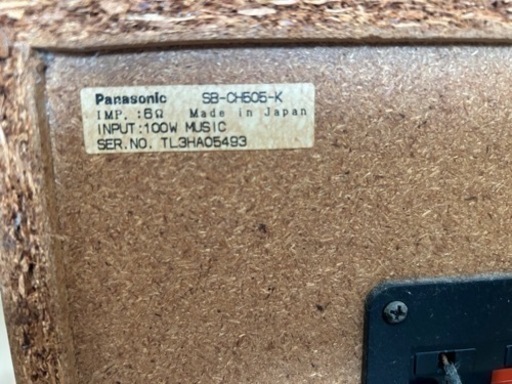 Panasonic SB-CH505-K
IMP. :6Ω Made in Japan
INPUT:100W MUSIC
SER.NO. TL3HA05493